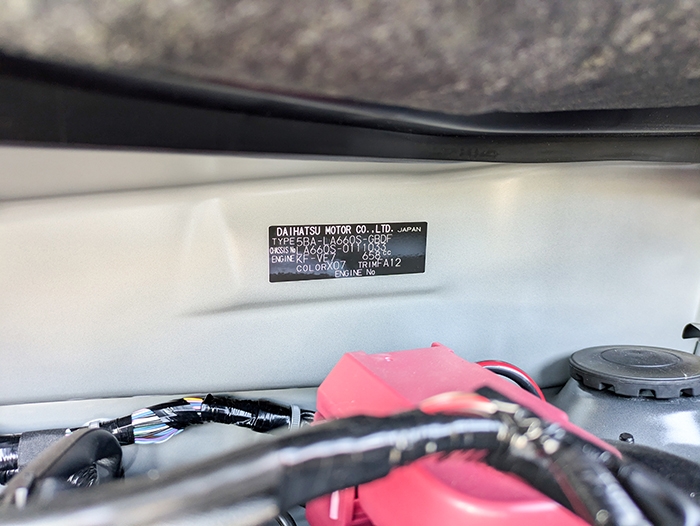 DAIHATSU MOTOR CO.,LTD. JAPAN
TYPE 5BA-LA660S-GBDF
CHASSIS No LA660S-0111033
ENGINE KF-VE7 658cc
COLOR X07 TRIM FA12
ENGINE No